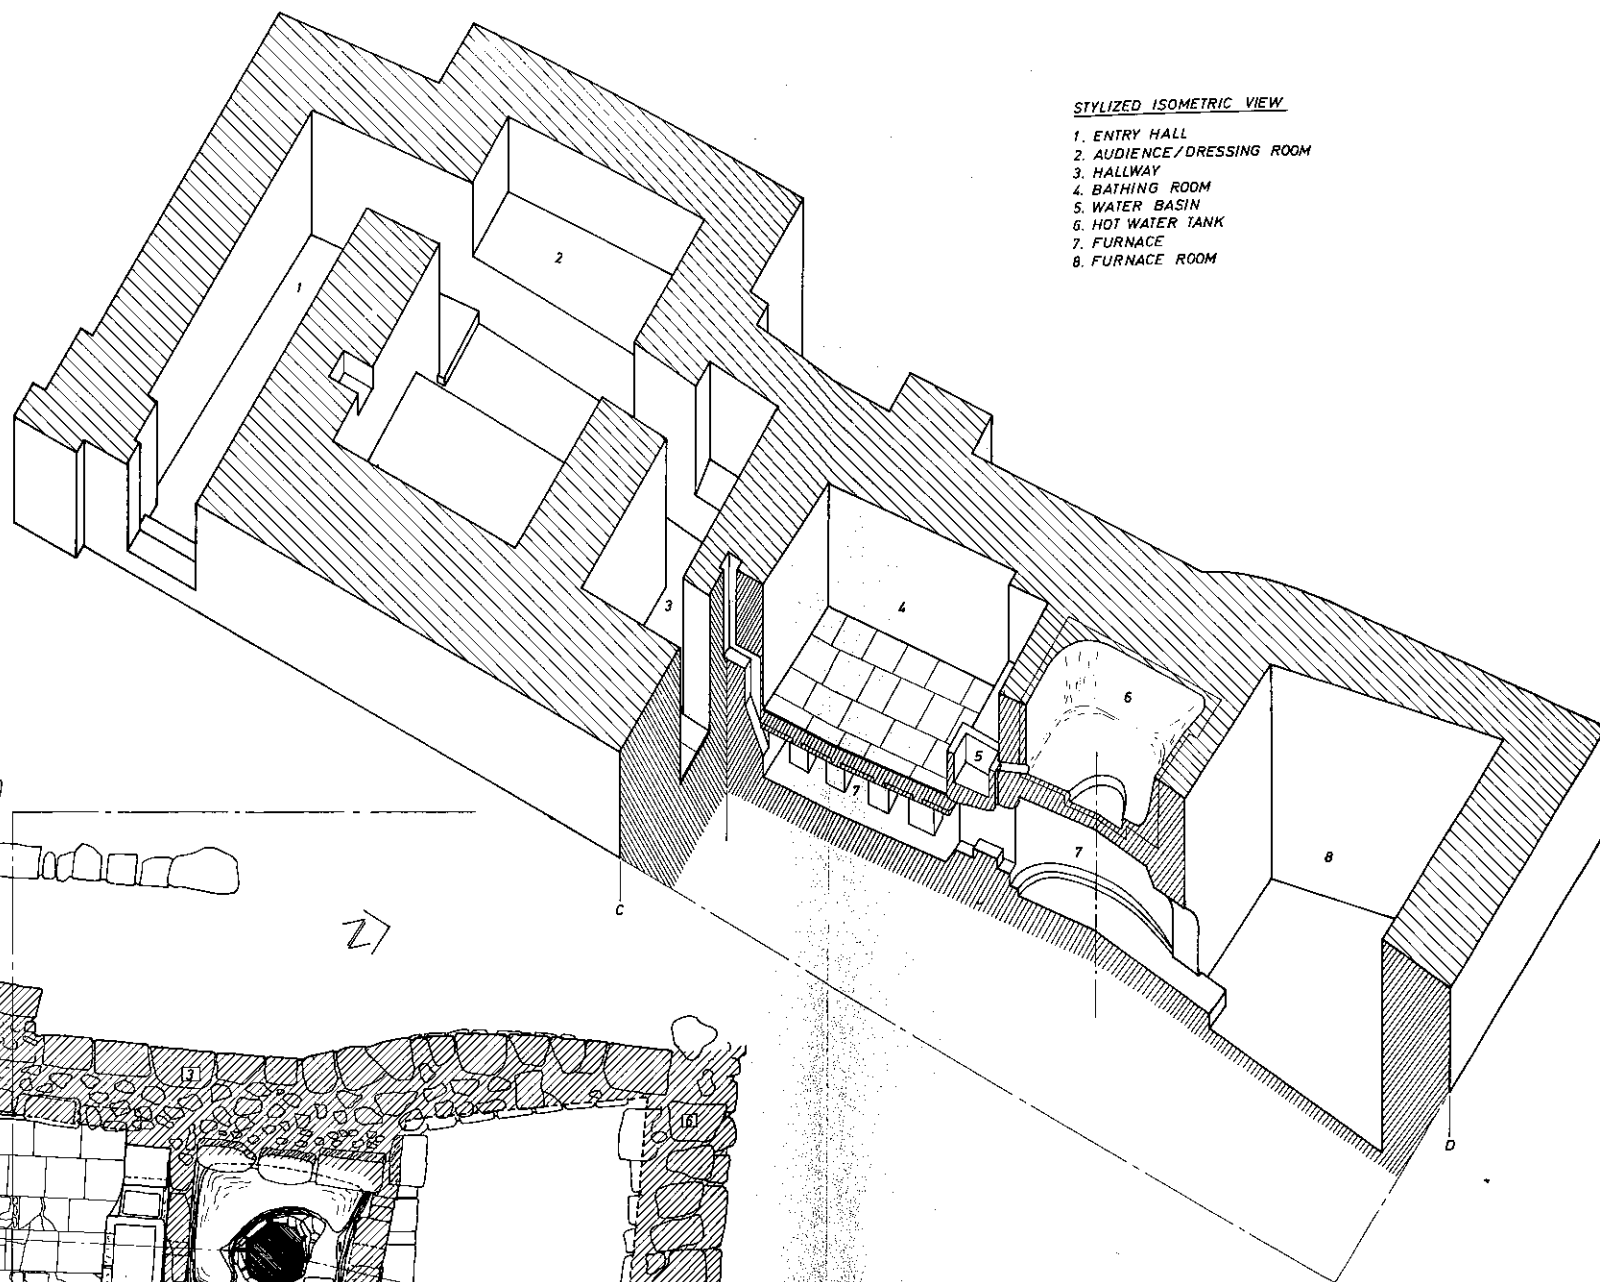 STYLIZED ISOMETRIC VIEW
1. ENTRY HALL
2. AUDIENCE/DRESSING ROOM
3. HALLWAY
4. BATHING ROOM
5. WATER BASIN
6. HOT WATER TANK
7. FURNACE
8. FURNACE ROOM
1
2
3
4
5
6
7
7
8
C
D
N
3
6